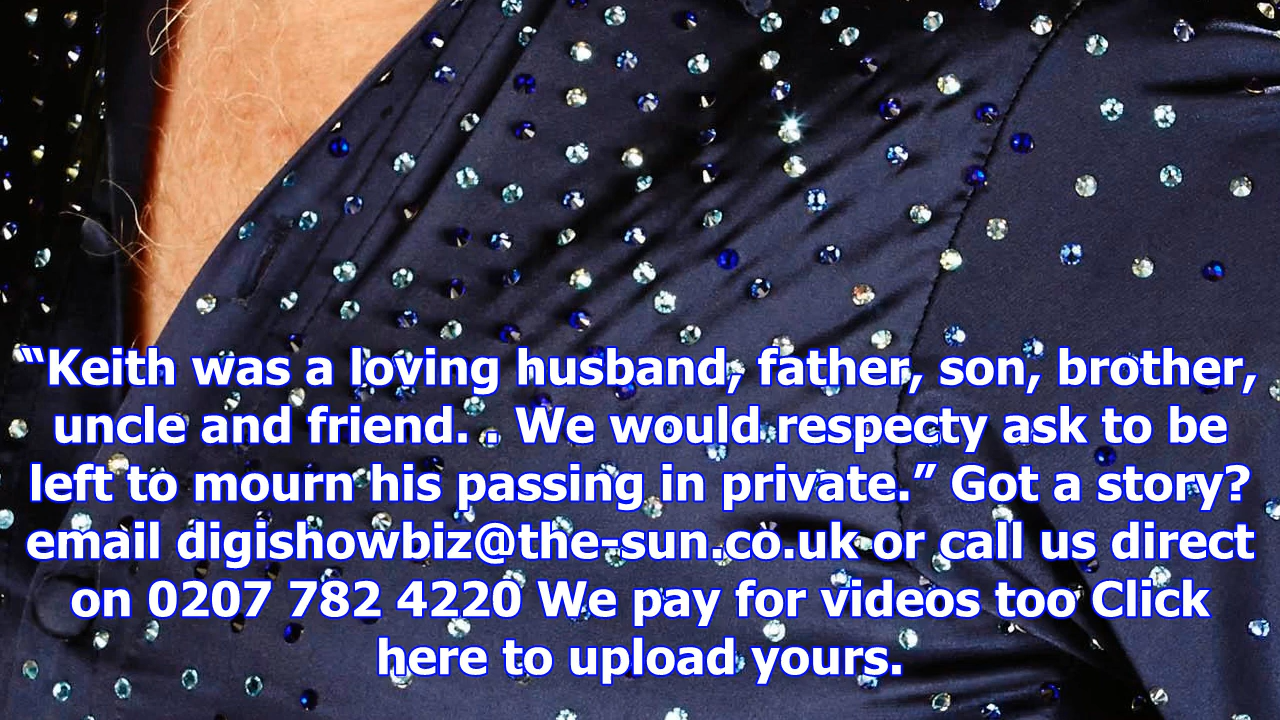 “Keith was a loving husband, father, son, brother,
uncle and friend. . . We would respecty ask to be
left to mourn his passing in private.” Got a story?
email digishowbiz@the-sun.co.uk or call us direct
on 0207 782 4220 We pay for videos too Click
here to upload yours.